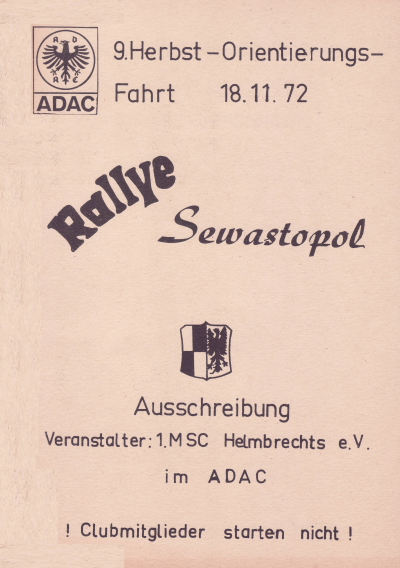 ADAC
9.Herbst-Orientierungs-
Fahrt 18.11.72
Rallye
Sewastopol
Ausschreibung
Veranstalter: 1.MSC Helmbrechts e.V.
im ADAC
! Clubmitglieder starten nicht !